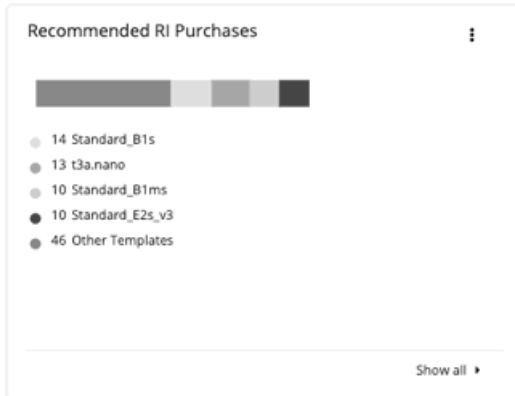 Recommended RI Purchases
14 Standard_B1s
13 t3a.nano
10 Standard_B1ms
10 Standard_E2s_v3
46 Other Templates
Show all